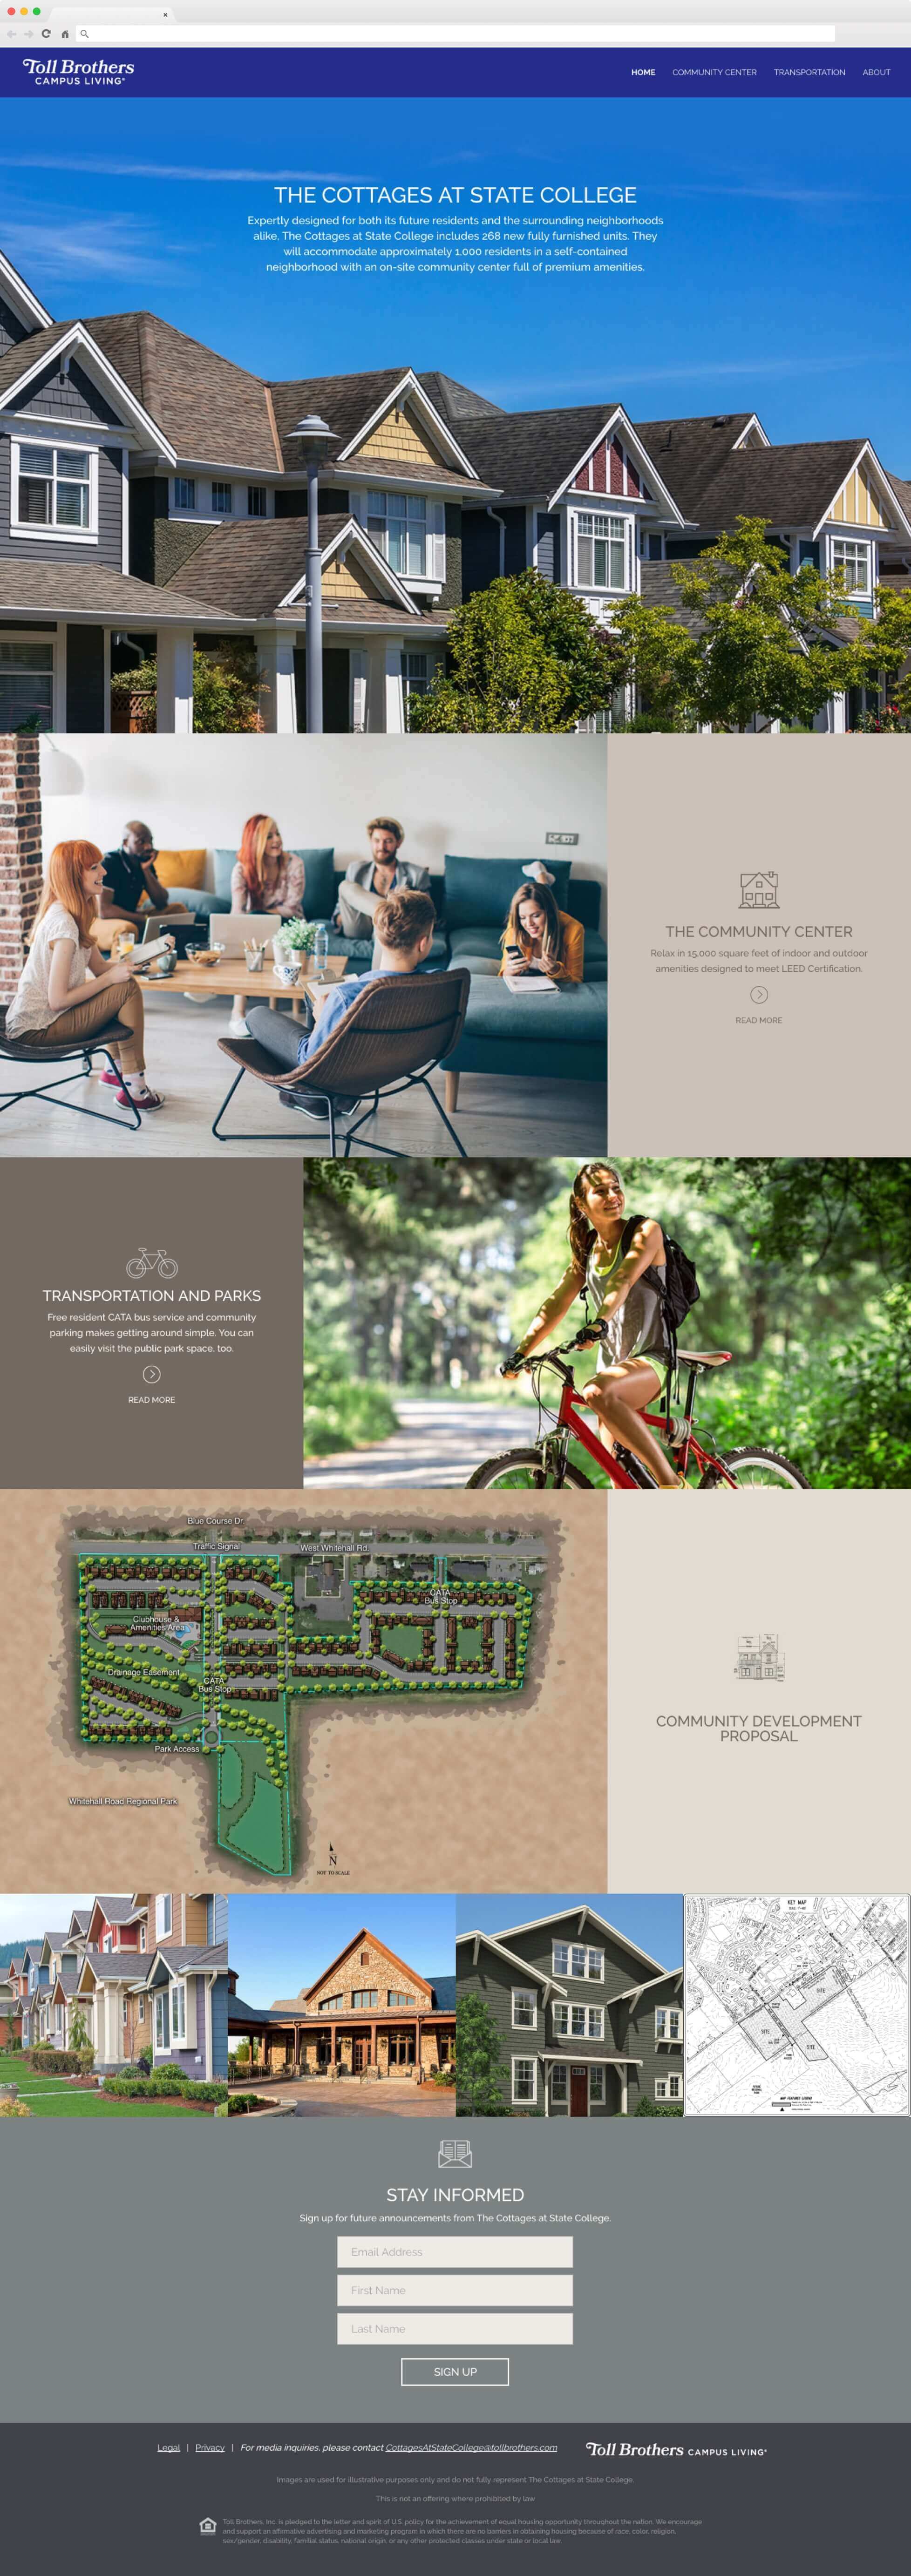 Toll Brothers
CAMPUS LIVING®
HOME COMMUNITY CENTER TRANSPORTATION ABOUT
THE COTTAGES AT STATE COLLEGE
Expertly designed for both its future residents and the surrounding neighborhoods
alike, The Cottages at State College includes 268 new fully furnished units. They
will accommodate approximately 1,000 residents in a self-contained
neighborhood with an on-site community center full of premium amenities.
THE COMMUNITY CENTER
Relax in 15,000 square feet of indoor and outdoor
amenities designed to meet LEED Certification.
READ MORE
TRANSPORTATION AND PARKS
Free resident CATA bus service and community
parking makes getting around simple. You can
easily visit the public park space, too.
READ MORE
Blue Course Dr.
Traffic Signal
West Whitehall Rd.
CATA
Bus Stop
Clubhouse &
Amenities Area
Drainage Easement
CATA
Bus Stop
Park Access
Whitehall Road Regional Park
N
NOT TO SCALE
COMMUNITY DEVELOPMENT
PROPOSAL
KEY MAP
SITE
SITE
SITE
STAY INFORMED
Sign up for future announcements from The Cottages at State College.
Email Address
First Name
Last Name
SIGN UP
Legal | Privacy | For media inquiries, please contact CottagesAtStateCollege@tollbrothers.com
Toll Brothers CAMPUS LIVING®
Images are used for illustrative purposes only and do not fully represent The Cottages at State College.
This is not an offering where prohibited by law
Toll Brothers, Inc. is pledged to the letter and spirit of U.S. policy for the achievement of equal housing opportunity throughout the nation. We encourage
and support an affirmative advertising and marketing program in which there are no barriers in obtaining housing because of race, color, religion,
sex/gender, disability, familial status, national origin, or any other protected classes under state or local law.